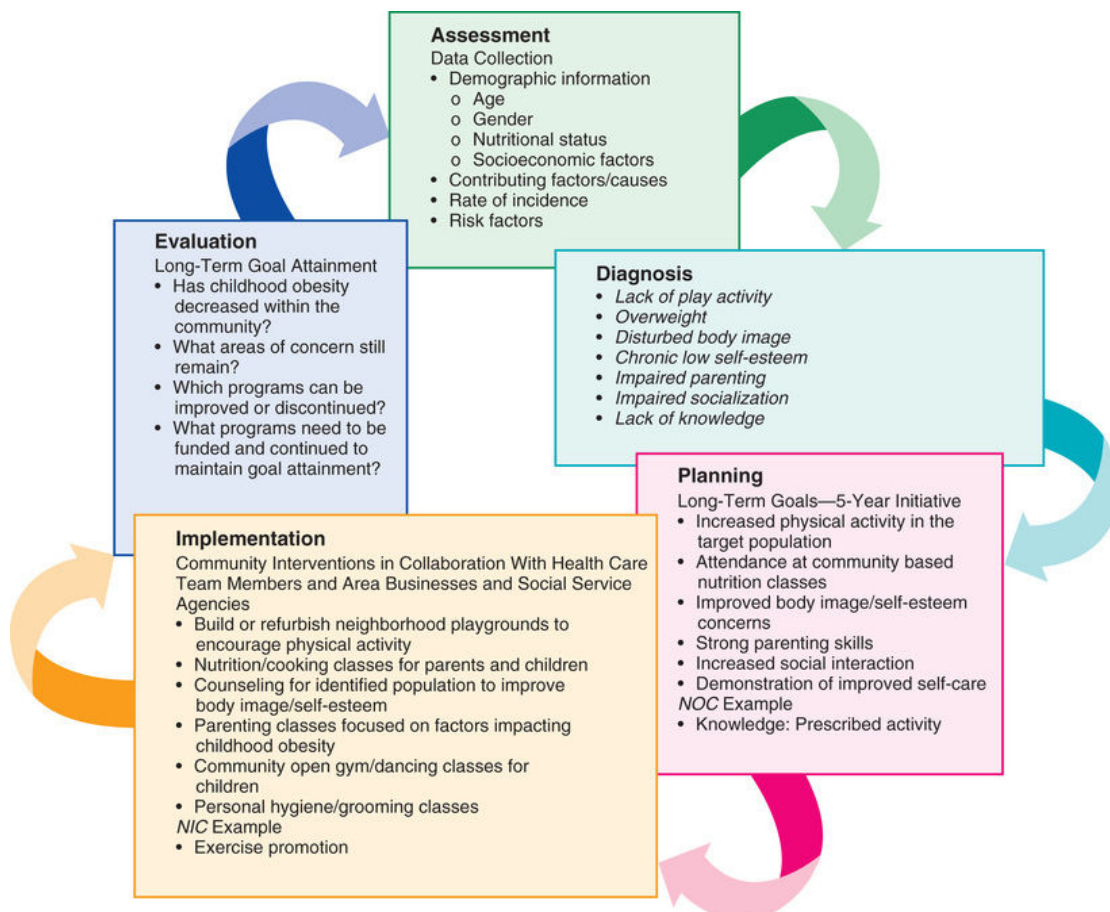 Assessment
Data Collection
• Demographic information
o Age
o Gender
o Nutritional status
o Socioeconomic factors
• Contributing factors/causes
• Rate of incidence
• Risk factors
Diagnosis
• Lack of play activity
• Overweight
• Disturbed body image
• Chronic low self-esteem
• Impaired parenting
• Impaired socialization
• Lack of knowledge
Planning
Long-Term Goals—5-Year Initiative
• Increased physical activity in the
target population
• Attendance at community based
nutrition classes
• Improved body image/self-esteem
concerns
• Strong parenting skills
• Increased social interaction
• Demonstration of improved self-care
NOC Example
• Knowledge: Prescribed activity
Implementation
Community Interventions in Collaboration With Health Care
Team Members and Area Businesses and Social Service
Agencies
• Build or refurbish neighborhood playgrounds to
encourage physical activity
• Nutrition/cooking classes for parents and children
• Counseling for identified population to improve
body image/self-esteem
• Parenting classes focused on factors impacting
childhood obesity
• Community open gym/dancing classes for
children
• Personal hygiene/grooming classes
NIC Example
• Exercise promotion
Evaluation
Long-Term Goal Attainment
• Has childhood obesity
decreased within the
community?
• What areas of concern still
remain?
• Which programs can be
improved or discontinued?
• What programs need to be
funded and continued to
maintain goal attainment?